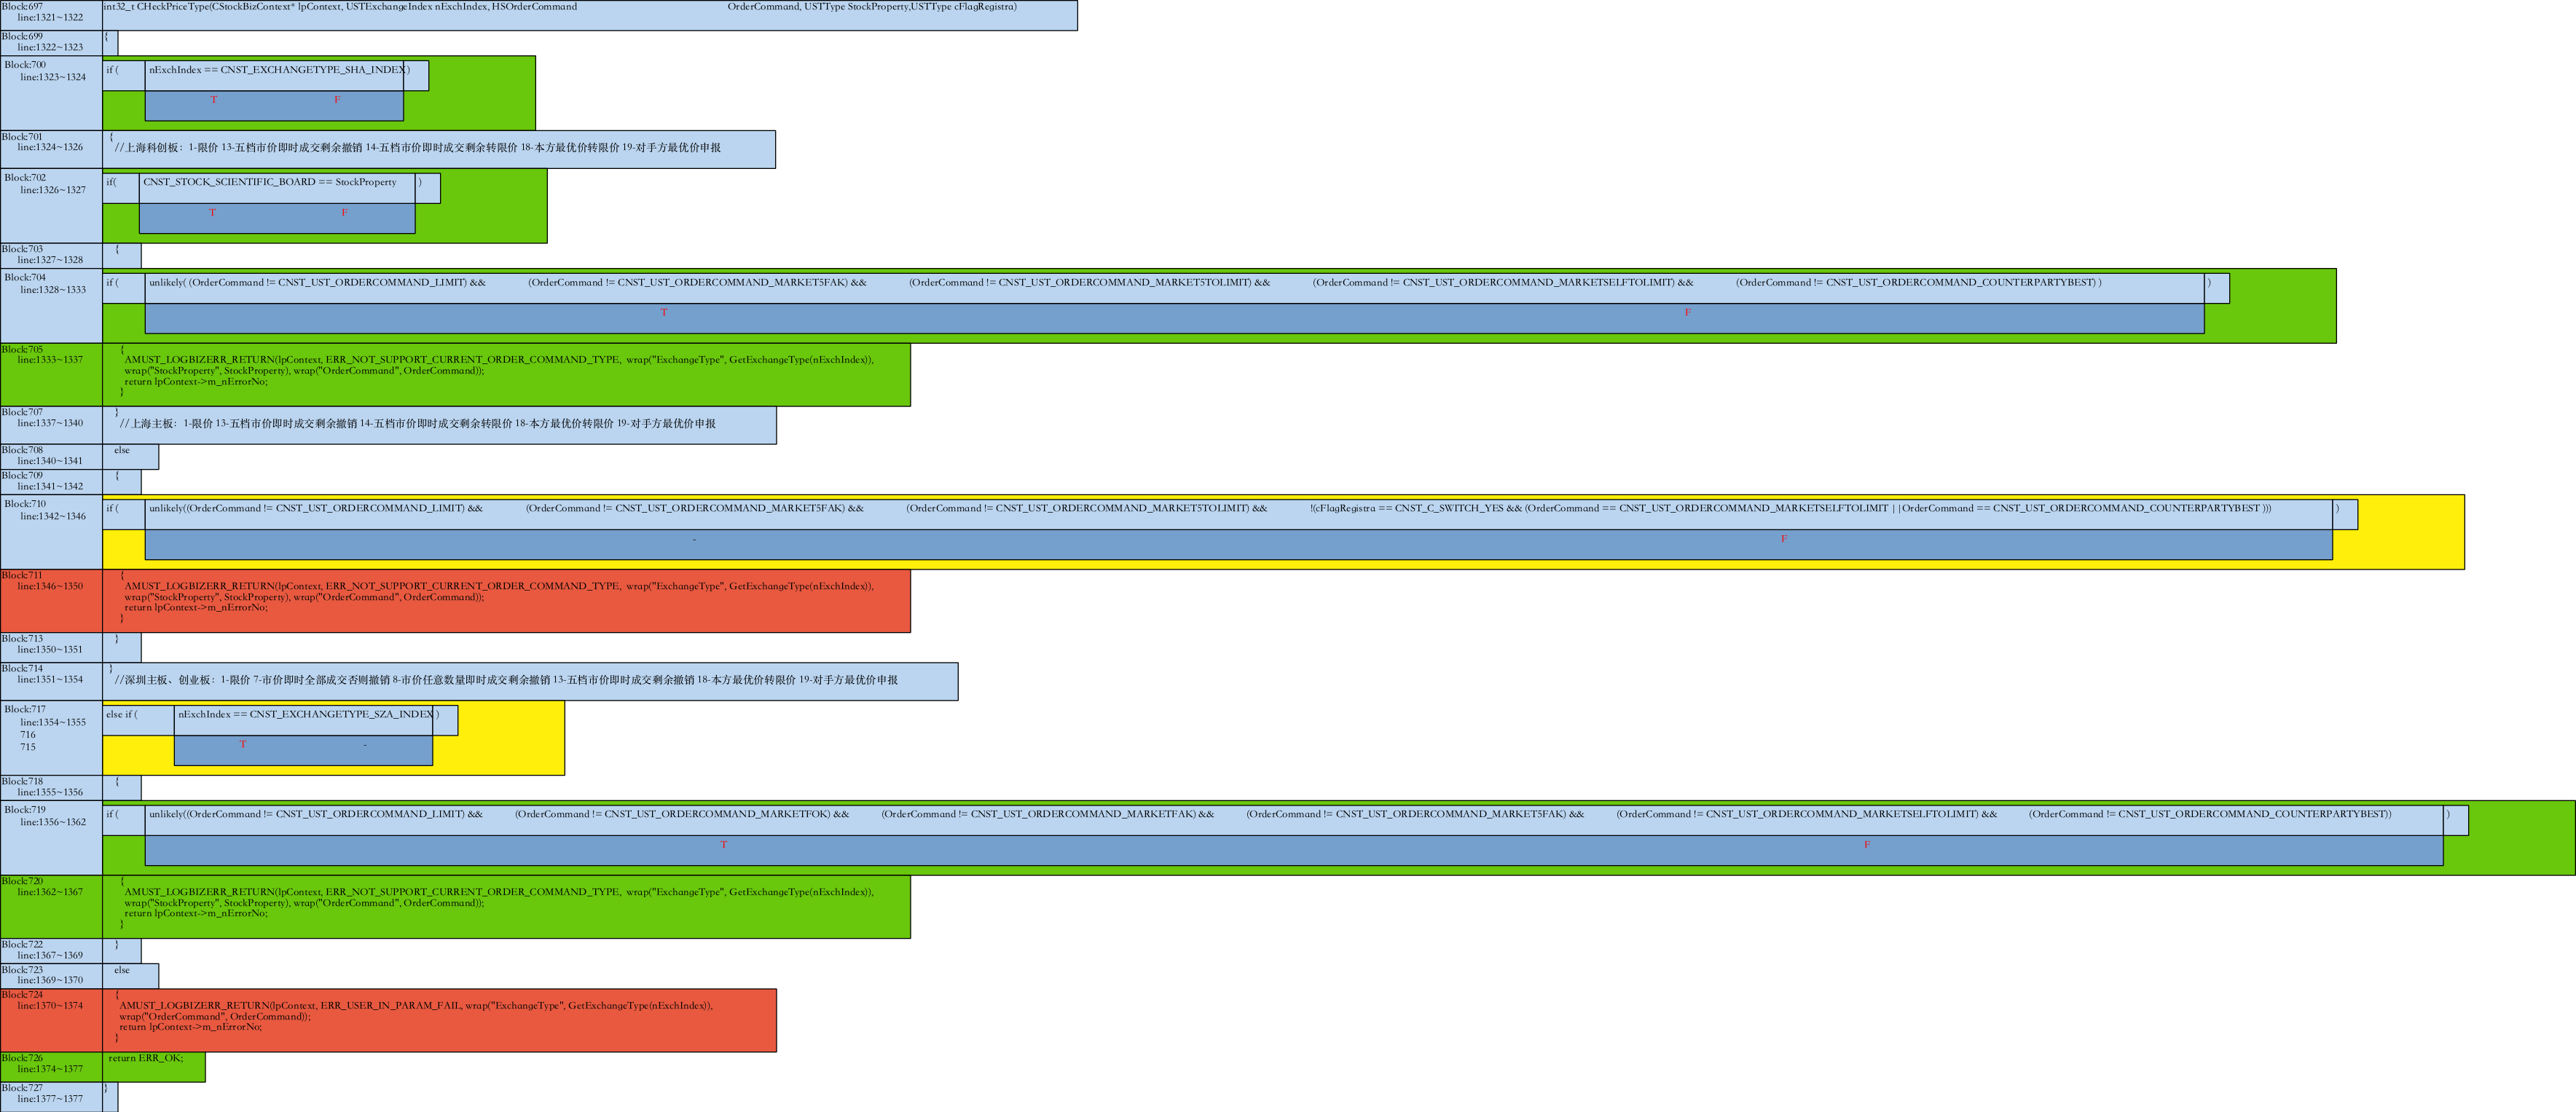 Block:697 int32_t CHeckPriceType(CStockBizContext* lpContext, USTExchangeIndex nExchIndex, HSOrderCommand OrderCommand, USTType StockProperty,USTType cFlagRegistra)
line:1321~1322
Block:699 {
line:1322~1323
Block:700 if ( nExchIndex == CNST_EXCHANGETYPE_SHA_INDEX )
line:1323~1324
T F
Block:701 {
line:1324~1326 //上海科创板：1-限价 13-五档市价即时成交剩余撤销 14-五档市价即时成交剩余转限价 18-本方最优价转限价 19-对手方最优价申报
Block:702 if( CNST_STOCK_SCIENTIFIC_BOARD == StockProperty )
line:1326~1327
T F
Block:703 {
line:1327~1328
Block:704 if ( unlikely( (OrderCommand != CNST_UST_ORDERCOMMAND_LIMIT) && (OrderCommand != CNST_UST_ORDERCOMMAND_MARKET5FAK) && (OrderCommand != CNST_UST_ORDERCOMMAND_MARKET5TOLIMIT) && (OrderCommand != CNST_UST_ORDERCOMMAND_MARKETSELFTOLIMIT) && (OrderCommand != CNST_UST_ORDERCOMMAND_COUNTERPARTYBEST) ) )
line:1328~1333
T F
Block:705 {
line:1333~1337 AMUST_LOGBIZERR_RETURN(lpContext, ERR_NOT_SUPPORT_CURRENT_ORDER_COMMAND_TYPE, wrap("ExchangeType", GetExchangeType(nExchIndex)),
wrap("StockProperty", StockProperty), wrap("OrderCommand", OrderCommand));
return lpContext->m_nErrorNo;
}
Block:707 }
line:1337~1340 //上海主板：1-限价 13-五档市价即时成交剩余撤销 14-五档市价即时成交剩余转限价 18-本方最优价转限价 19-对手方最优价申报
Block:708 else
line:1340~1341
Block:709 {
line:1341~1342
Block:710 if ( unlikely((OrderCommand != CNST_UST_ORDERCOMMAND_LIMIT) && (OrderCommand != CNST_UST_ORDERCOMMAND_MARKET5FAK) && (OrderCommand != CNST_UST_ORDERCOMMAND_MARKET5TOLIMIT) && !(cFlagRegistra == CNST_C_SWITCH_YES && (OrderCommand == CNST_UST_ORDERCOMMAND_MARKETSELFTOLIMIT ||OrderCommand == CNST_UST_ORDERCOMMAND_COUNTERPARTYBEST ))) )
line:1342~1346
- F
Block:711 {
line:1346~1350 AMUST_LOGBIZERR_RETURN(lpContext, ERR_NOT_SUPPORT_CURRENT_ORDER_COMMAND_TYPE, wrap("ExchangeType", GetExchangeType(nExchIndex)),
wrap("StockProperty", StockProperty), wrap("OrderCommand", OrderCommand));
return lpContext->m_nErrorNo;
}
Block:713 }
line:1350~1351
Block:714 }
line:1351~1354 //深圳主板、创业板：1-限价 7-市价即时全部成交否则撤销 8-市价任意数量即时成交剩余撤销 13-五档市价即时成交剩余撤销 18-本方最优价转限价 19-对手方最优价申报
Block:717 else if ( nExchIndex == CNST_EXCHANGETYPE_SZA_INDEX )
line:1354~1355
716
715
T -
Block:718 {
line:1355~1356
Block:719 if ( unlikely((OrderCommand != CNST_UST_ORDERCOMMAND_LIMIT) && (OrderCommand != CNST_UST_ORDERCOMMAND_MARKETFOK) && (OrderCommand != CNST_UST_ORDERCOMMAND_MARKETFAK) && (OrderCommand != CNST_UST_ORDERCOMMAND_MARKET5FAK) && (OrderCommand != CNST_UST_ORDERCOMMAND_MARKETSELFTOLIMIT) && (OrderCommand != CNST_UST_ORDERCOMMAND_COUNTERPARTYBEST)) )
line:1356~1362
T F
Block:720 {
line:1362~1367 AMUST_LOGBIZERR_RETURN(lpContext, ERR_NOT_SUPPORT_CURRENT_ORDER_COMMAND_TYPE, wrap("ExchangeType", GetExchangeType(nExchIndex)),
wrap("StockProperty", StockProperty), wrap("OrderCommand", OrderCommand));
return lpContext->m_nErrorNo;
}
Block:722 }
line:1367~1369
Block:723 else
line:1369~1370
Block:724 {
line:1370~1374 AMUST_LOGBIZERR_RETURN(lpContext, ERR_USER_IN_PARAM_FAIL, wrap("ExchangeType", GetExchangeType(nExchIndex)),
wrap("OrderCommand", OrderCommand));
return lpContext->m_nErrorNo;
}
Block:726 return ERR_OK;
line:1374~1377
Block:727 }
line:1377~1377